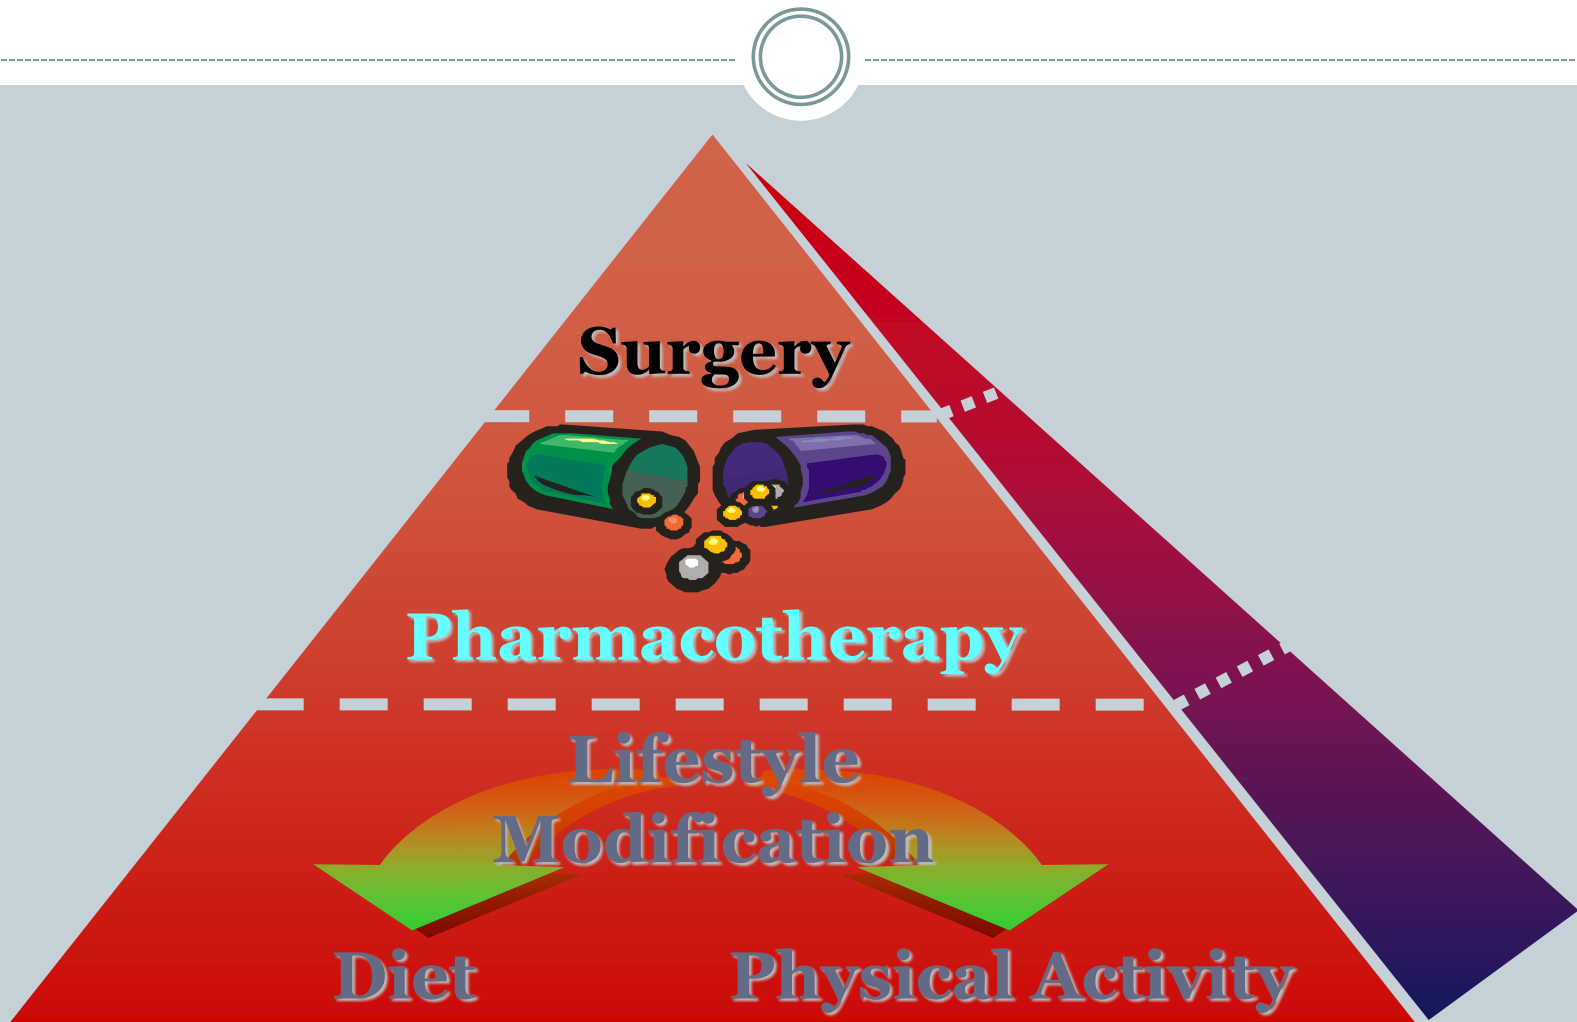 Surgery
Pharmacotherapy
Lifestyle
Modification
Diet
Physical Activity